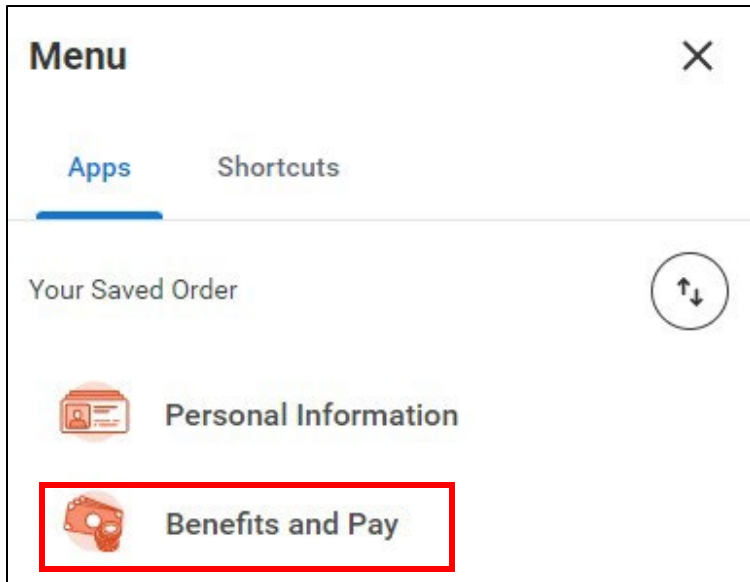 Menu
Apps Shortcuts
Your Saved Order
Personal Information
Benefits and Pay